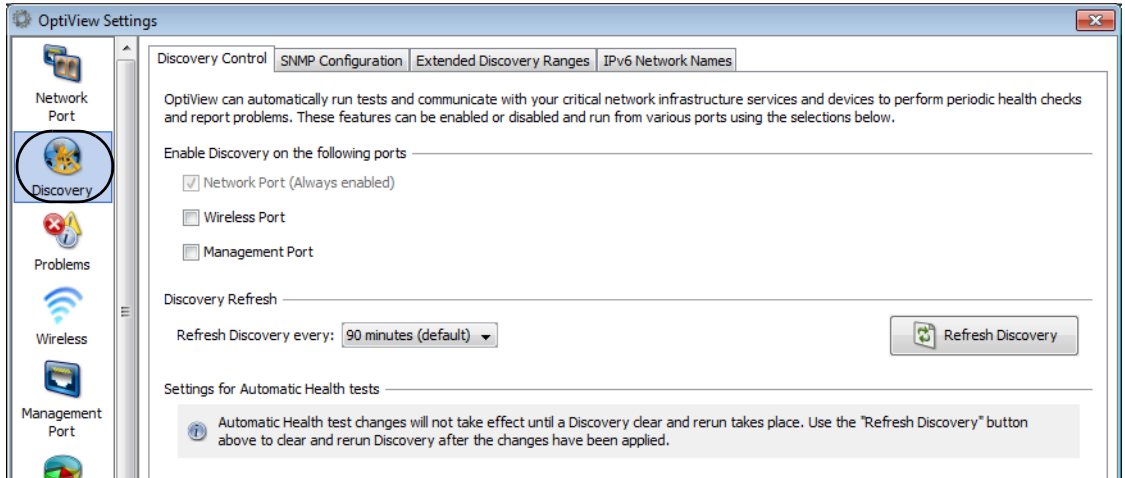 OptiView Settings
Network
Port
Discovery
Problems
Wireless
Management
Port
Discovery Control
SNMP Configuration
Extended Discovery Ranges
IPv6 Network Names
OptiView can automatically run tests and communicate with your critical network infrastructure services and devices to perform periodic health checks
and report problems. These features can be enabled or disabled and run from various ports using the selections below.
Enable Discovery on the following ports
Network Port (Always enabled)
Wireless Port
Management Port
Discovery Refresh
Refresh Discovery every: 90 minutes (default)
Refresh Discovery
Settings for Automatic Health tests
Automatic Health test changes will not take effect until a Discovery clear and rerun takes place. Use the "Refresh Discovery" button
above to clear and rerun Discovery after the changes have been applied.